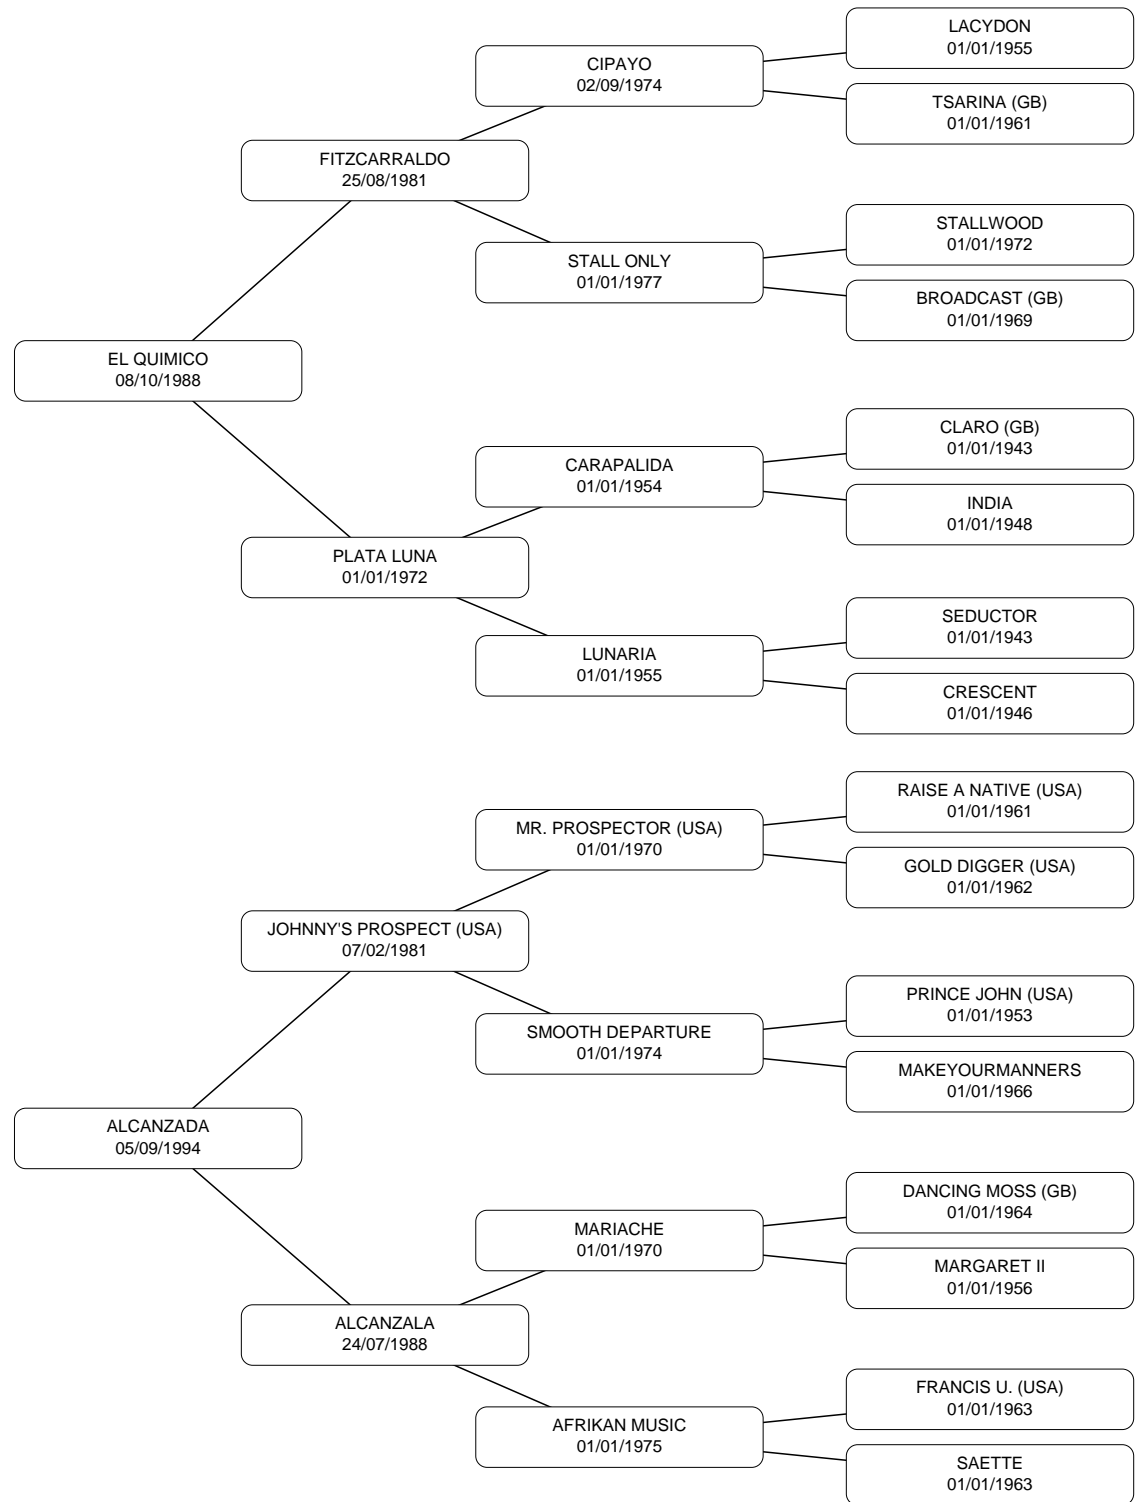 LACYDON
01/01/1955
CIPAYO
02/09/1974
TSARINA (GB)
01/01/1961
FITZCARRALDO
25/08/1981
STALLWOOD
01/01/1972
STALL ONLY
01/01/1977
BROADCAST (GB)
01/01/1969
EL QUIMICO
08/10/1988
CLARO (GB)
01/01/1943
CARAPALIDA
01/01/1954
INDIA
01/01/1948
PLATA LUNA
01/01/1972
SEDUCTOR
01/01/1943
LUNARIA
01/01/1955
CRESCENT
01/01/1946
RAISE A NATIVE (USA)
01/01/1961
MR. PROSPECTOR (USA)
01/01/1970
GOLD DIGGER (USA)
01/01/1962
JOHNNY'S PROSPECT (USA)
07/02/1981
PRINCE JOHN (USA)
01/01/1953
SMOOTH DEPARTURE
01/01/1974
MAKEYOURMANNERS
01/01/1966
ALCANZADA
05/09/1994
DANCING MOSS (GB)
01/01/1964
MARIACHE
01/01/1970
MARGARET II
01/01/1956
ALCANZALA
24/07/1988
FRANCIS U. (USA)
01/01/1963
AFRIKAN MUSIC
01/01/1975
SAETTE
01/01/1963